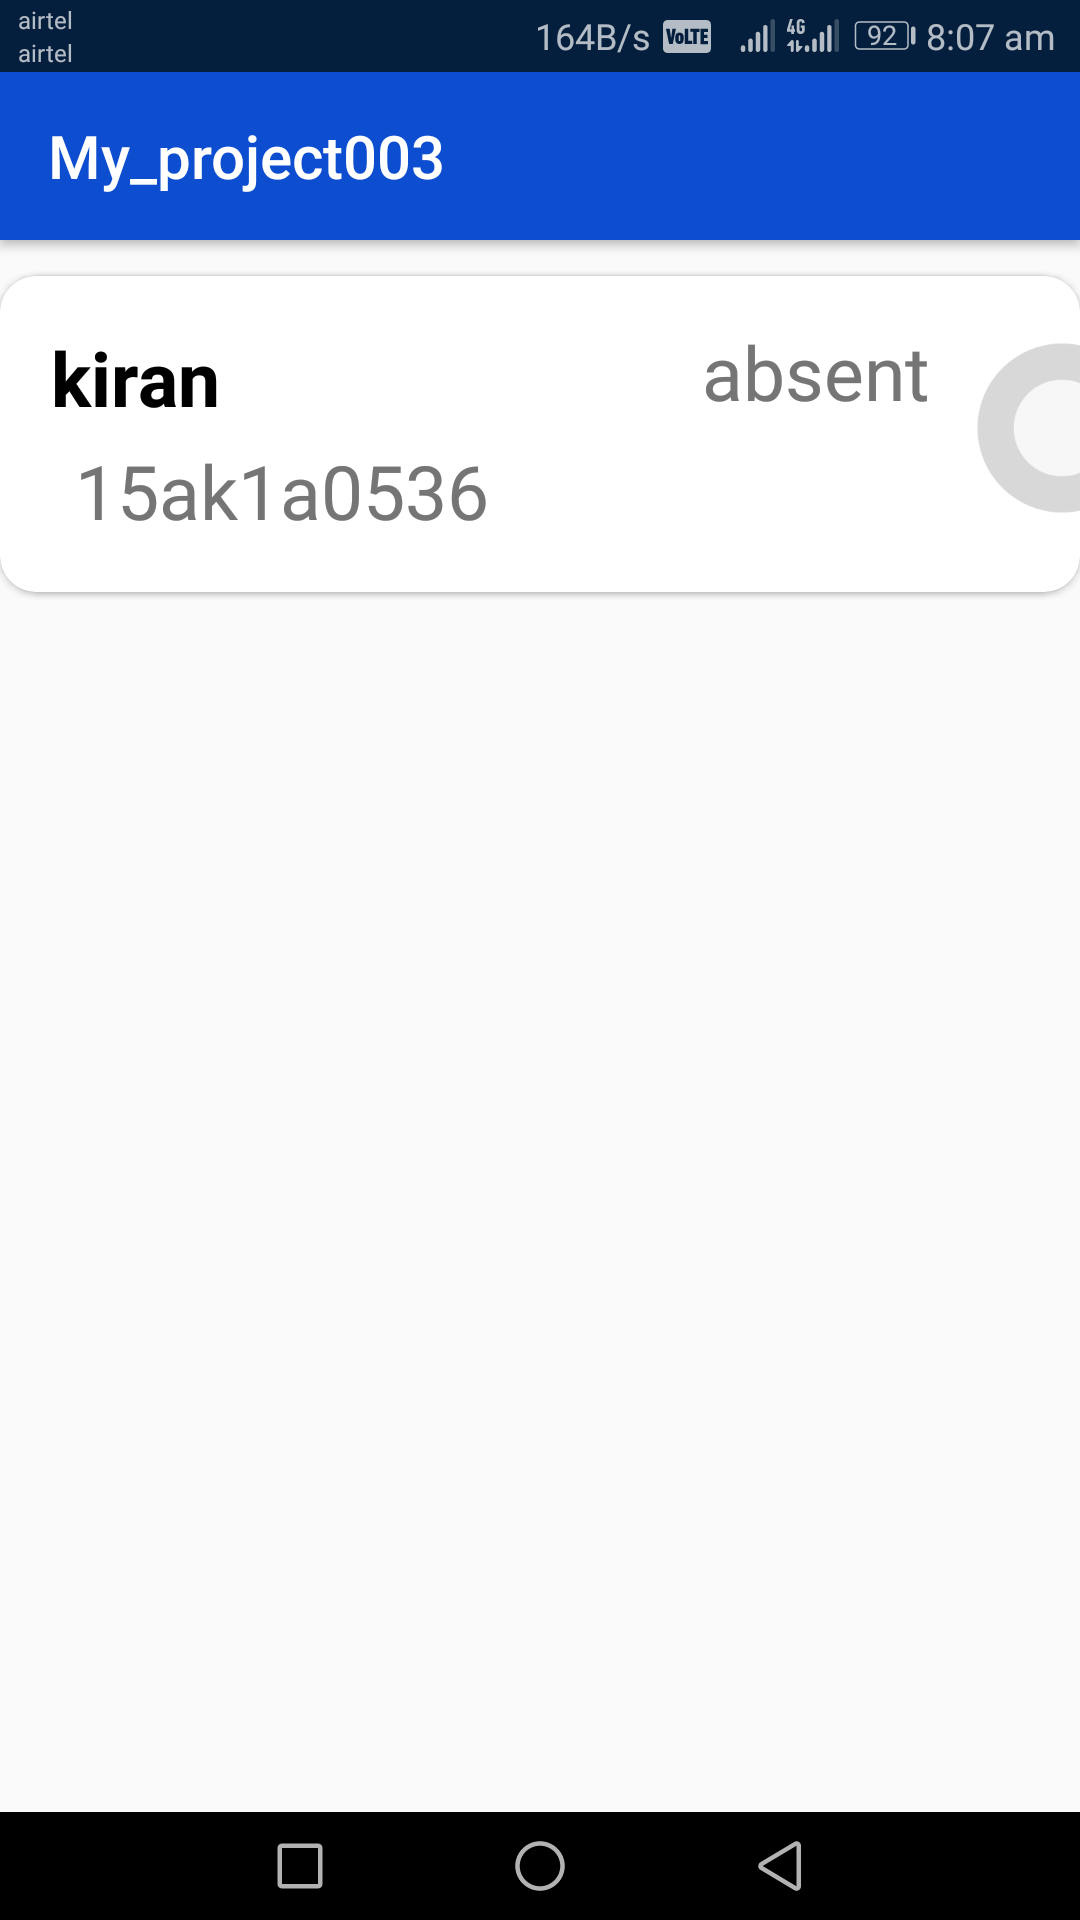 airtel
airtel
164B/s VoLTE 4G 92 8:07 am
My_project003
kiran absent
15ak1a0536